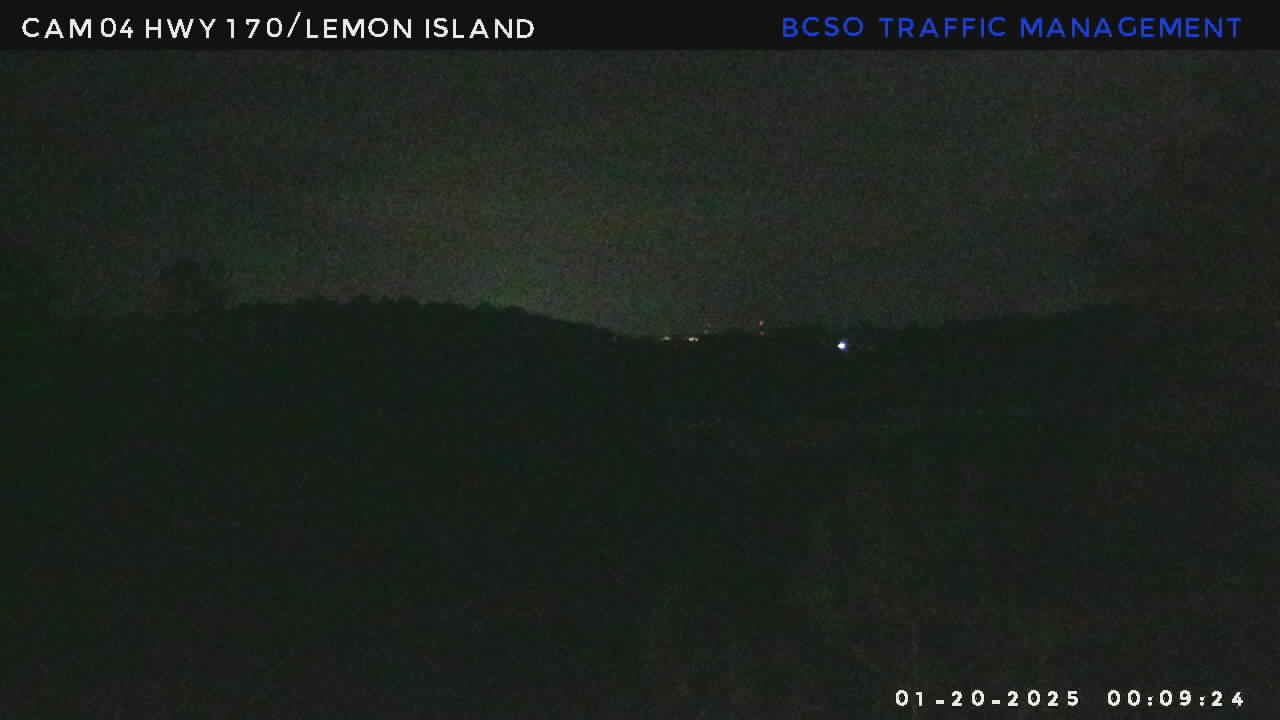 CAM04 HWY 170/LEMON ISLAND
BCSO TRAFFIC MANAGEMENT
01-20-2025 00:09:24